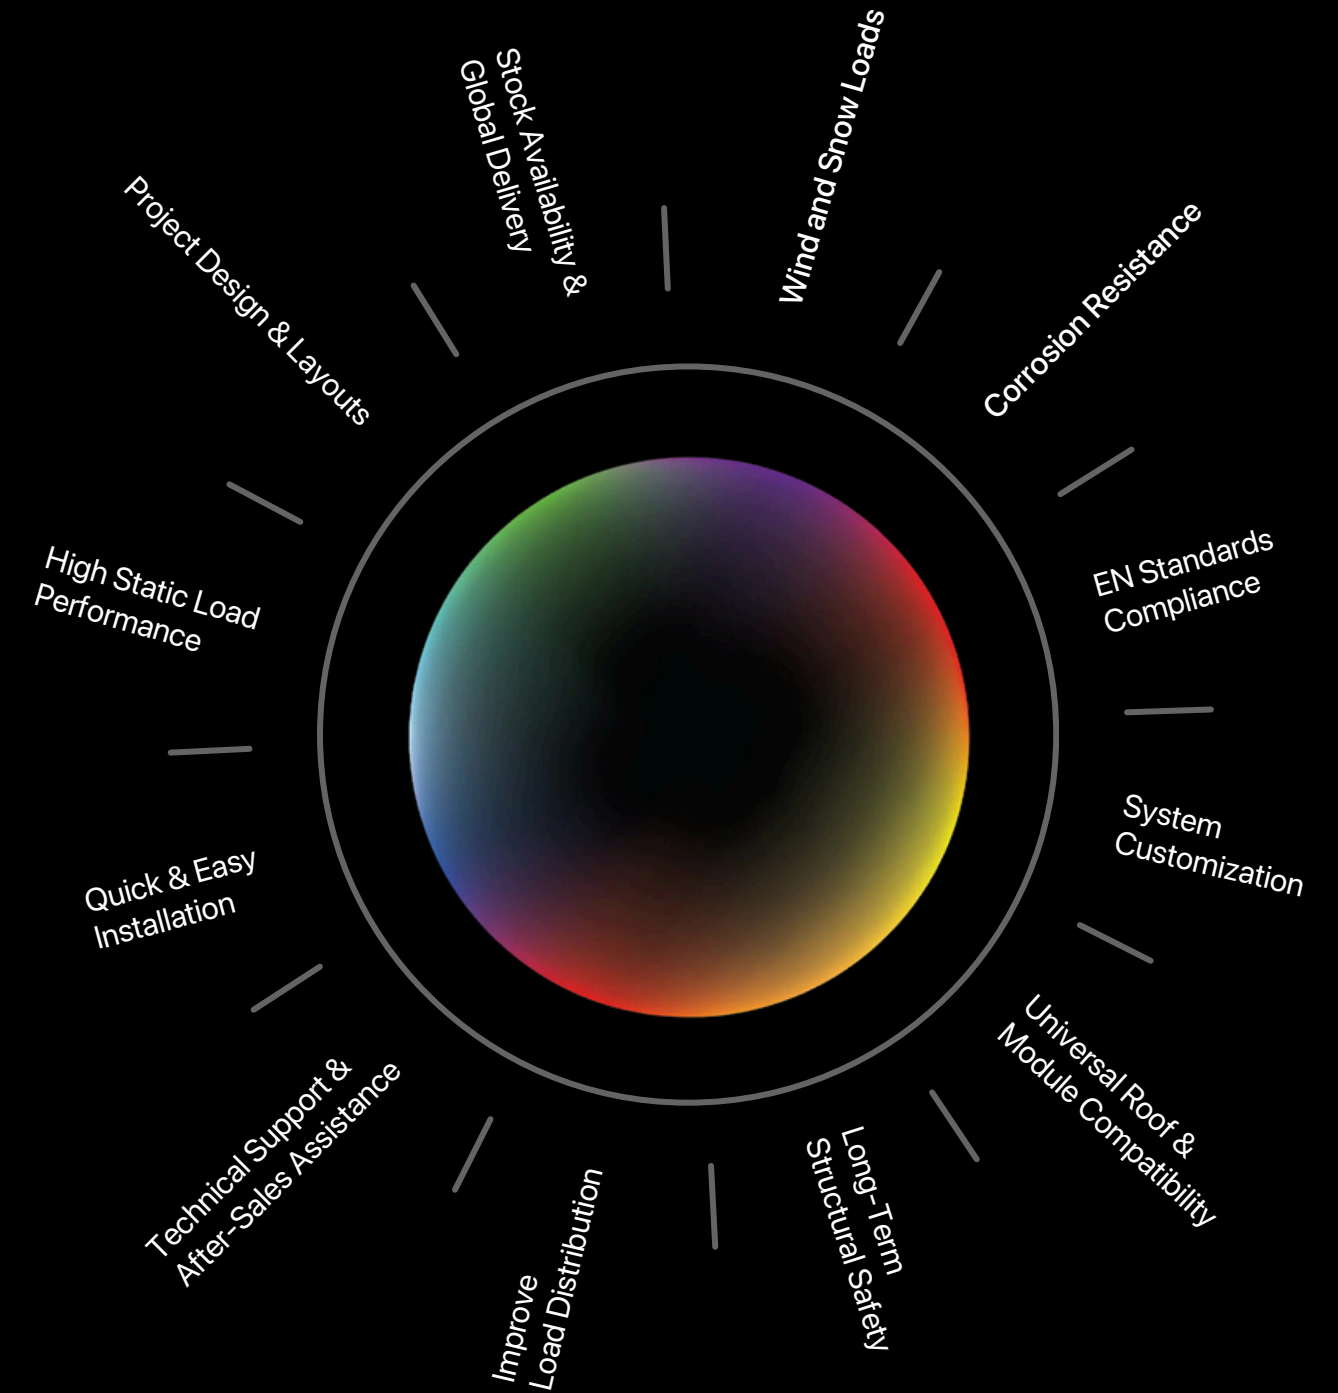 Wind and Snow Loads
Corrosion Resistance
EN Standards
Compliance
System
Customization
Universal Roof &
Module Compatibility
Long-Term
Structural Safety
Improve
Load Distribution
Technical Support &
After-Sales Assistance
Quick & Easy
Installation
High Static Load
Performance
Project Design & Layouts
Stock Availability &
Global Delivery